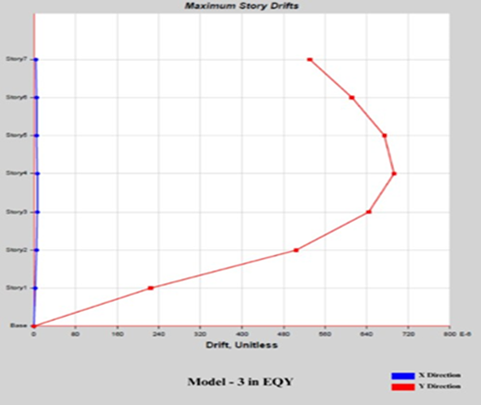 Maximum Story Drifts
Story7
Story6
Story5
Story4
Story3
Story2
Story1
Base
0 80 160 240 320 400 480 560 640 720 800 E-6
Drift, Unitless
Model - 3 in EQY
X Direction
Y Direction